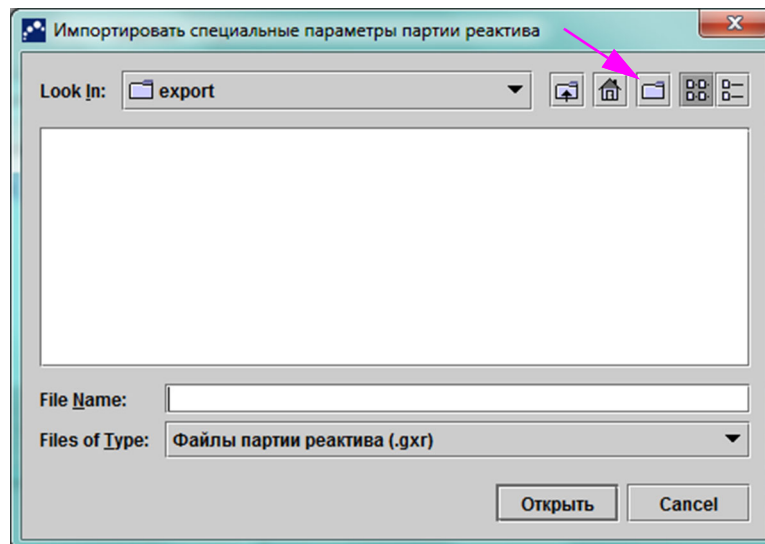 Импортировать специальные параметры партии реактива
Look In: export
File Name:
Files of Type: Файлы партии реактива (.gxr)
Открыть Cancel